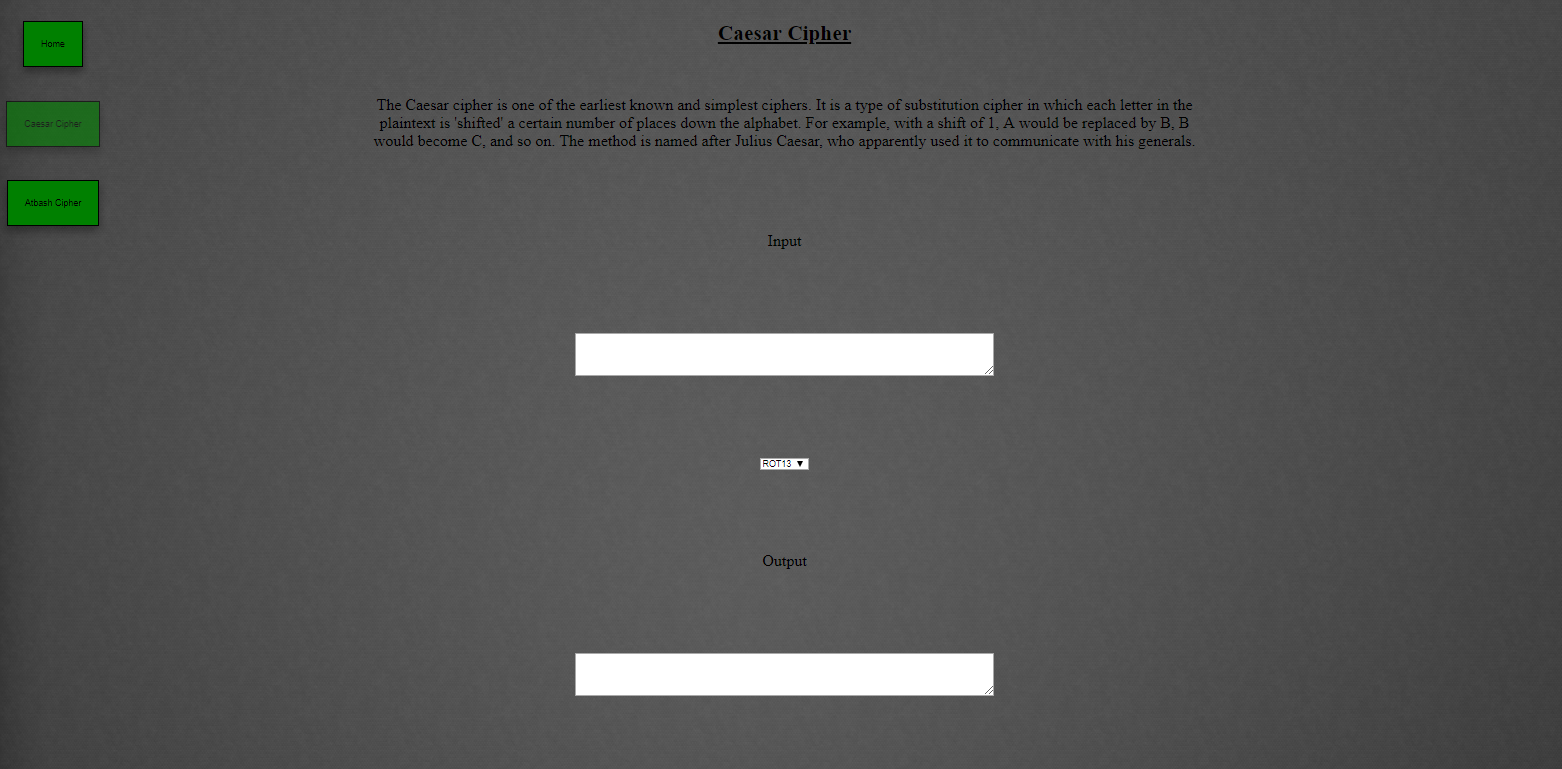 Home
Caesar Cipher
Atbash Cipher
Caesar Cipher
The Caesar cipher is one of the earliest known and simplest ciphers. It is a type of substitution cipher in which each letter in the
plaintext is 'shifted' a certain number of places down the alphabet. For example, with a shift of 1, A would be replaced by B, B
would become C, and so on. The method is named after Julius Caesar, who apparently used it to communicate with his generals.
Input
ROT13 ▼
Output